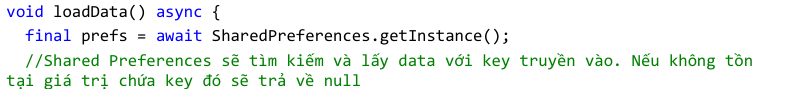 void loadData() async {
  final prefs = await SharedPreferences.getInstance();
  //Shared Preferences sẽ tìm kiếm và lấy data với key truyền vào. Nếu không tồn
tại giá trị chứa key đó sẽ trả về null